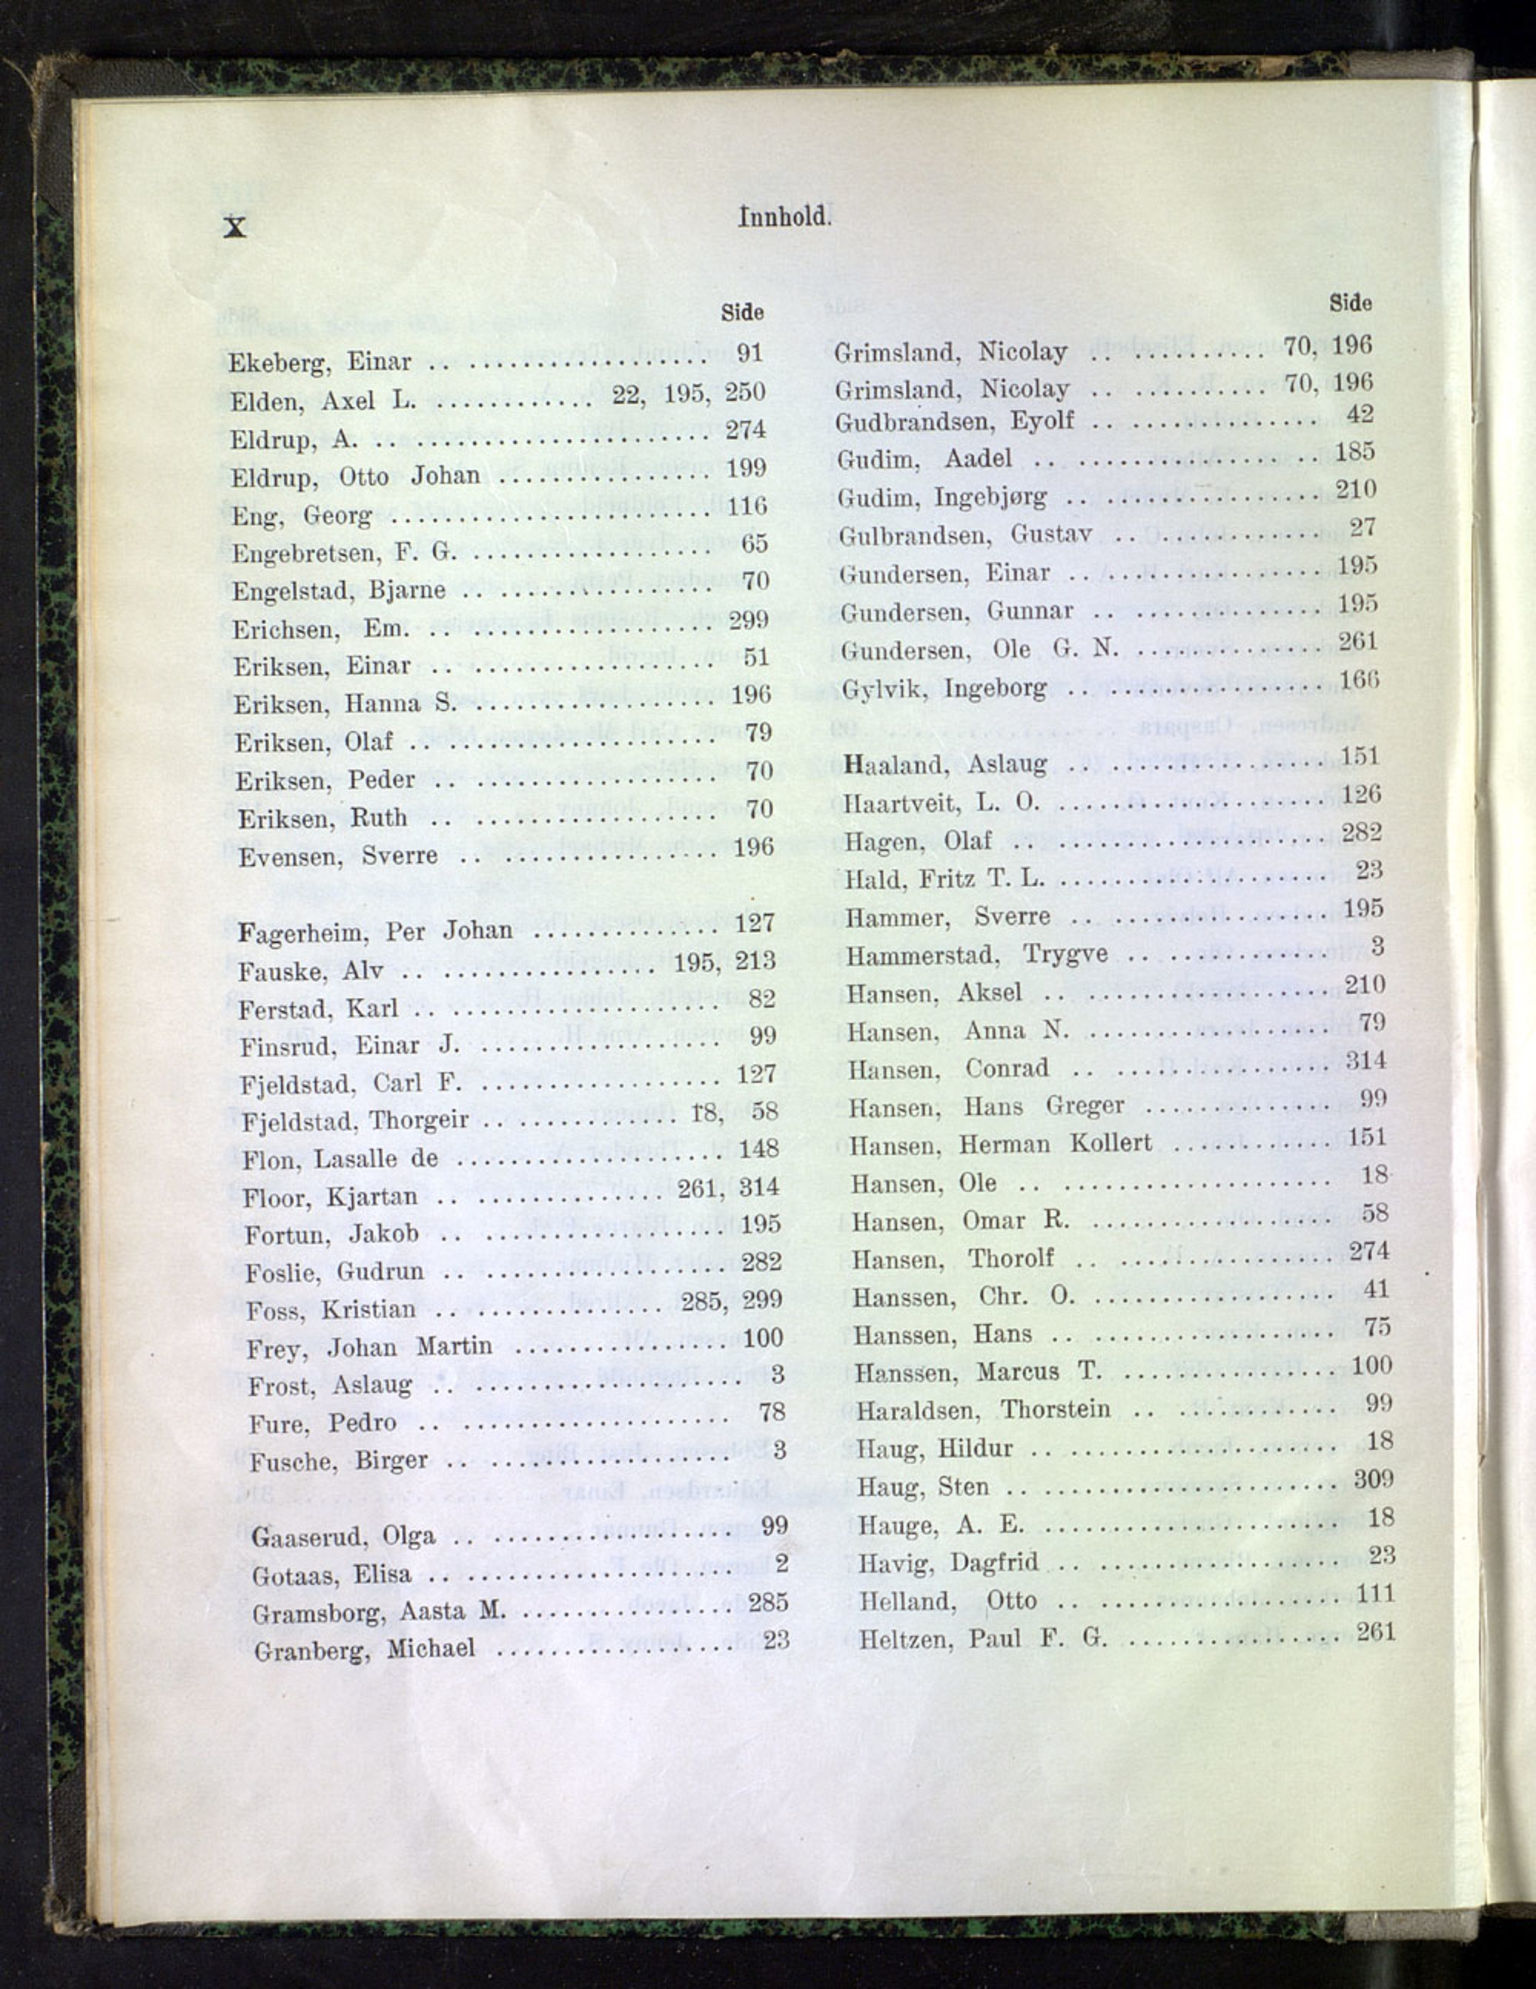 X
Innhold.
Side
Ekeberg, Einar .. ................. 91
Elden, Axel L. ............ 22, 195, 250
Eldrup, A. .. ...................... 274
Eldrup, Otto Johan ................ 199
Eng, Georg ........................ 116
Engebretsen, F. G. .................. 65
Engelstad, Bjarne .. ................ 70
Erichsen, Em. .. ................... 299
Eriksen, Einar .. .................. 51
Eriksen, Hanna S. .................. 196
Eriksen, Olaf .. .................... 79
Eriksen, Peder .. .................. 70
Eriksen, Ruth .. .................. 70
Evensen, Sverre .. ................ 196
Fagerheim, Per Johan .............. 127
Fauske, Alv .. ................ 195, 213
Ferstad, Karl .. .................... 82
Finsrud, Einar J. .................. 99
Fjeldstad, Carl F. .................. 127
Fjeldstad, Thorgeir .. ............ 18, 58
Flon, Lasalle de .................... 148
Floor, Kjartan .. .............. 261, 314
Fortun, Jakob .. .................. 195
Foslie, Gudrun .. .................. 282
Foss, Kristian .. .............. 285, 299
Frey, Johan Martin ................ 100
Frost, Aslaug .. .................... 3
Fure, Pedro .. .................... 78
Fusche, Birger .. .................. 3
Gaaserud, Olga .. .................. 99
Gotaas, Elisa .. .................... 2
Gramsborg, Aasta M. ................ 285
Granberg, Michael .................. 23
Side
Grimsland, Nicolay .. .......... 70, 196
Grimsland, Nicolay .. .......... 70, 196
Gudbrandsen, Eyolf .. .............. 42
Gudim, Aadel .. .................. 185
Gudim, Ingebjørg .. ................ 210
Gulbrandsen, Gustav .. ............ 27
Gundersen, Einar .. ................ 195
Gundersen, Gunnar .. .............. 195
Gundersen, Ole G. N. .............. 261
Gylvik, Ingeborg .. ................ 166
Haaland, Aslaug .. ................ 151
Haartveit, L. O. .................... 126
Hagen, Olaf .. .................... 282
Hald, Fritz T. L. .................... 23
Hammer, Sverre .. ................ 195
Hammerstad, Trygve .. ............ 3
Hansen, Aksel .. .................. 210
Hansen, Anna N. .................. 79
Hansen, Conrad .. ................ 314
Hansen, Hans Greger .............. 99
Hansen, Herman Kollert ............ 151
Hansen, Ole .. .................... 18
Hansen, Omar R. .................. 58
Hansen, Thorolf .. ................ 274
Hanssen, Chr. O. .................. 41
Hanssen, Hans .. .................. 75
Hanssen, Marcus T. ................ 100
Haraldsen, Thorstein .. ............ 99
Haug, Hildur .. .................. 18
Haug, Sten .. ...................... 309
Hauge, A. E. ...................... 18
Havig, Dagfrid .. .................. 23
Helland, Otto .. .................. 111
Heltzen, Paul F. G. ................ 261